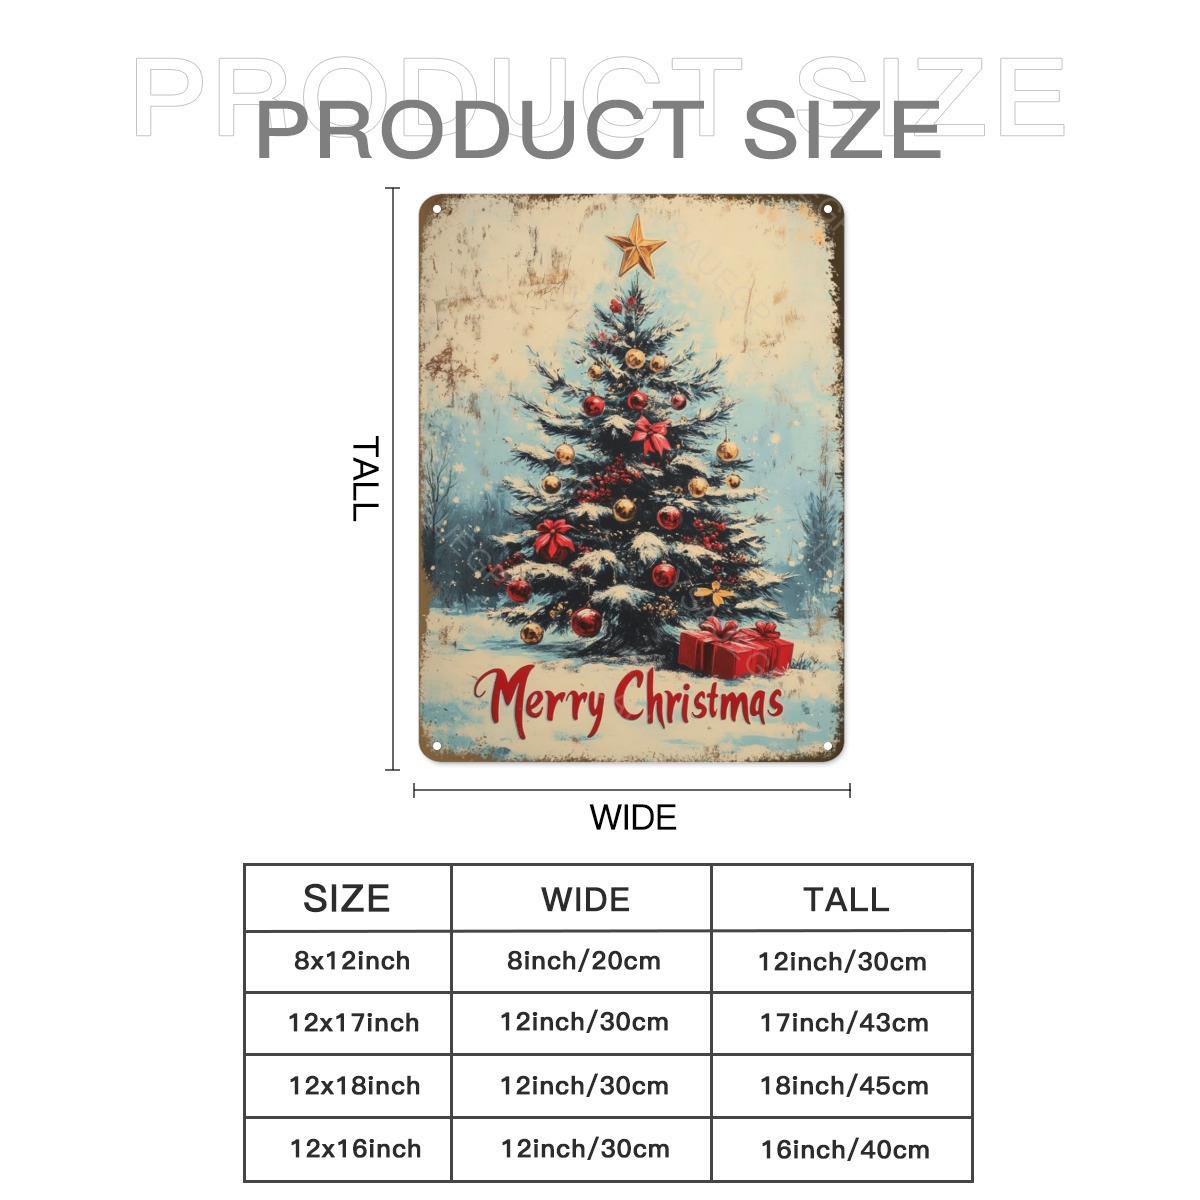 PRODUCT SIZE
PRODUCT SIZE
TALL
Merry Christmas
WIDE
SIZE WIDE TALL
8x12inch 8inch/20cm 12inch/30cm
12x17inch 12inch/30cm 17inch/43cm
12x18inch 12inch/30cm 18inch/45cm
12x16inch 12inch/30cm 16inch/40cm